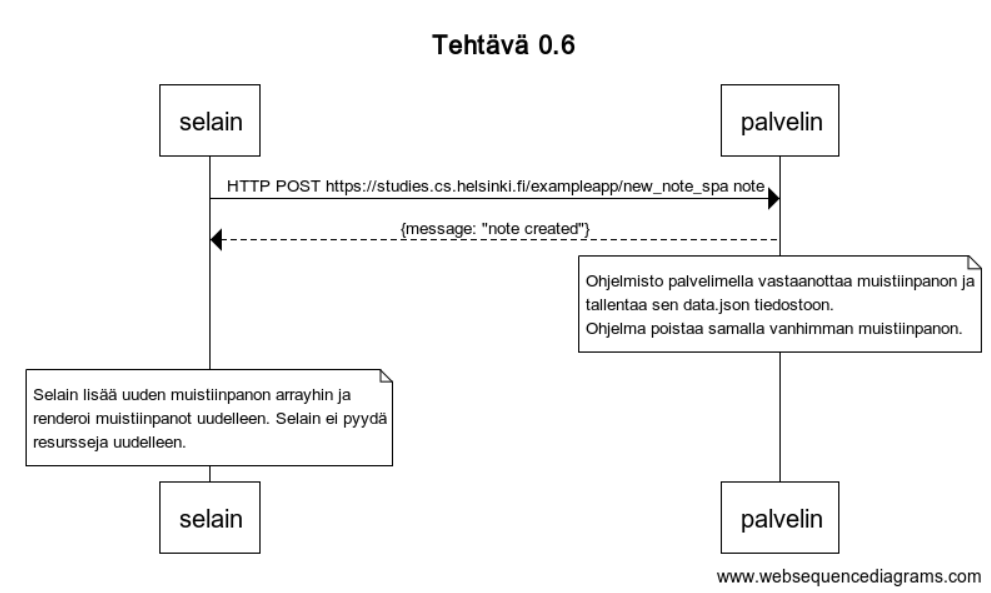 Tehtävä 0.6
selain
palvelin
HTTP POST https://studies.cs.helsinki.fi/exampleapp/new_note_spa note
{message: "note created"}
Ohjelmisto palvelimella vastaanottaa muistiinpanon ja
tallentaa sen data.json tiedostoon.
Ohjelma poistaa samalla vanhimman muistiinpanon.
Selain lisää uuden muistiinpanon arrayhin ja
renderoi muistiinpanot uudelleen. Selain ei pyydä
resursseja uudelleen.
selain
palvelin
www.websequencediagrams.com